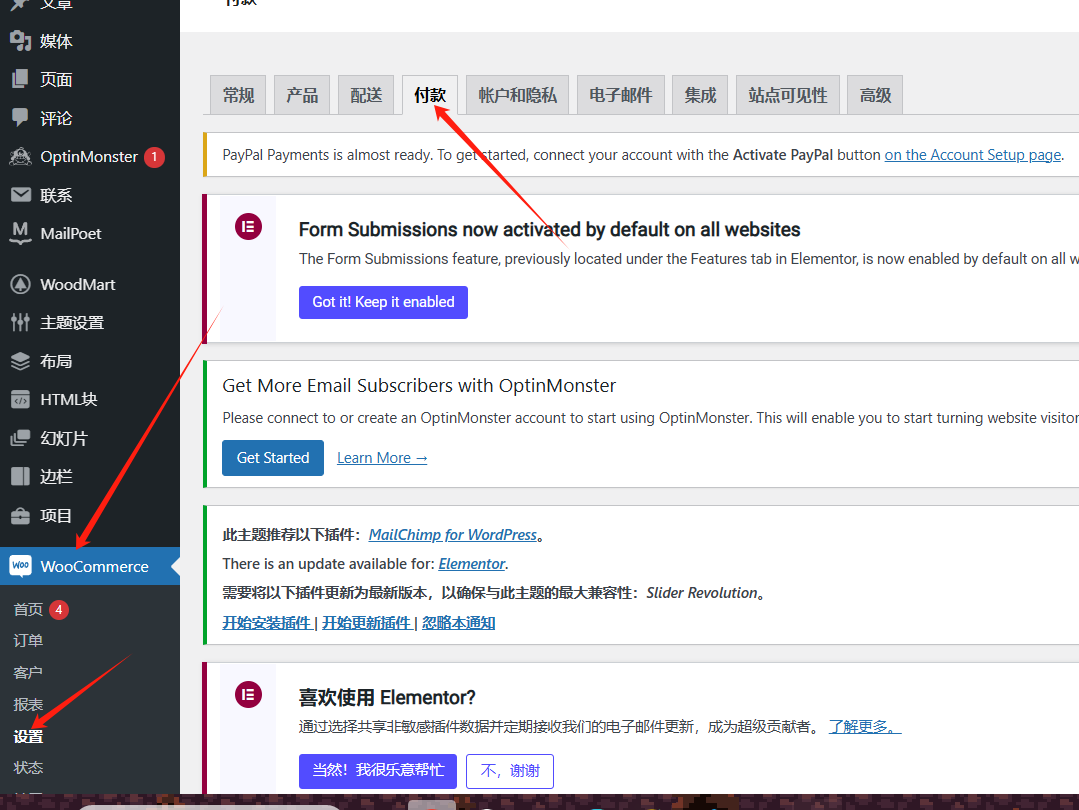 文章
付款
媒体
页面
评论
OptinMonster 1
联系
MailPoet
WoodMart
主题设置
布局
HTML块
幻灯片
边栏
项目
woo WooCommerce
首页 4
订单
客户
报表
设置
状态
常规 产品 配送 付款 帐户和隐私 电子邮件 集成 站点可见性 高级
PayPal Payments is almost ready. To get started, connect your account with the Activate PayPal button on the Account Setup page.
Form Submissions now activated by default on all websites
The Form Submissions feature, previously located under the Features tab in Elementor, is now enabled by default on all w
Got it! Keep it enabled
Get More Email Subscribers with OptinMonster
Please connect to or create an OptinMonster account to start using OptinMonster. This will enable you to start turning website visitor
Get Started Learn More →
此主题推荐以下插件：MailChimp for WordPress。
There is an update available for: Elementor.
需要将以下插件更新为最新版本，以确保与此主题的最大兼容性：Slider Revolution。
开始安装插件 | 开始更新插件 | 忽略本通知
喜欢使用 Elementor?
通过选择共享非敏感插件数据并定期接收我们的电子邮件更新，成为超级贡献者。 了解更多。
当然！我很乐意帮忙 不，谢谢